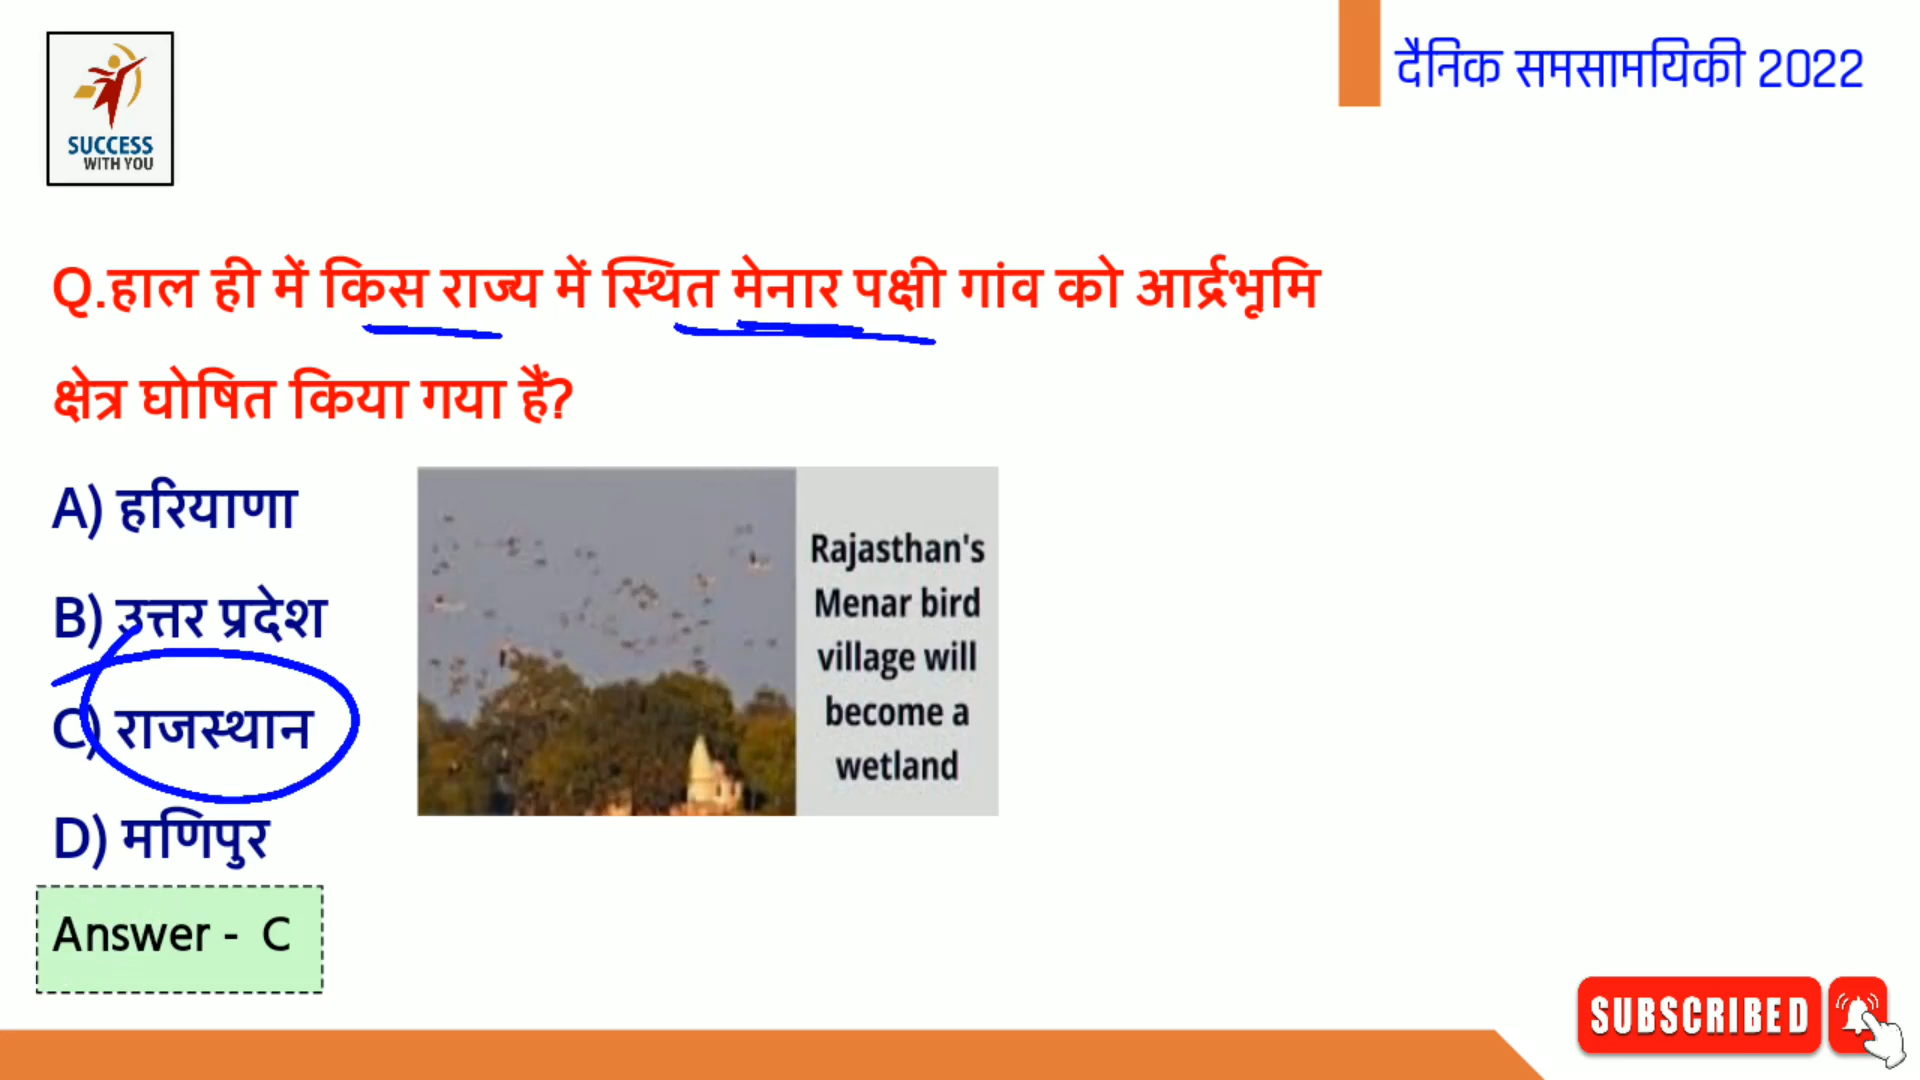 SUCCESS
WITH YOU
दैनिक समसामयिकी 2022
Q.हाल ही में किस राज्य में स्थित मेनार पक्षी गांव को आर्द्रभूमि
क्षेत्र घोषित किया गया हैं?
A) हरियाणा
B) उत्तर प्रदेश
C) राजस्थान
D) मणिपुर
Rajasthan's
Menar bird
village will
become a
wetland
Answer - C
SUBSCRIBED